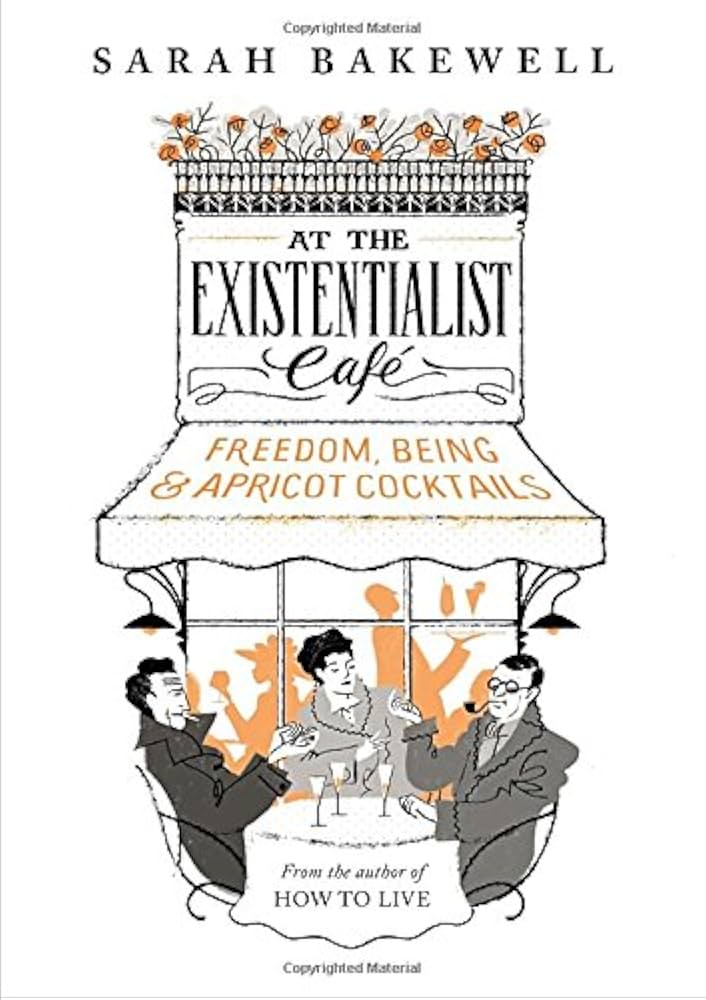 Copyrighted Material
SARAH BAKEWELL
AT THE
EXISTENTIALIST
Café
FREEDOM, BEING
& APRICOT COCKTAILS
From the author of
HOW TO LIVE
Copyrighted Material